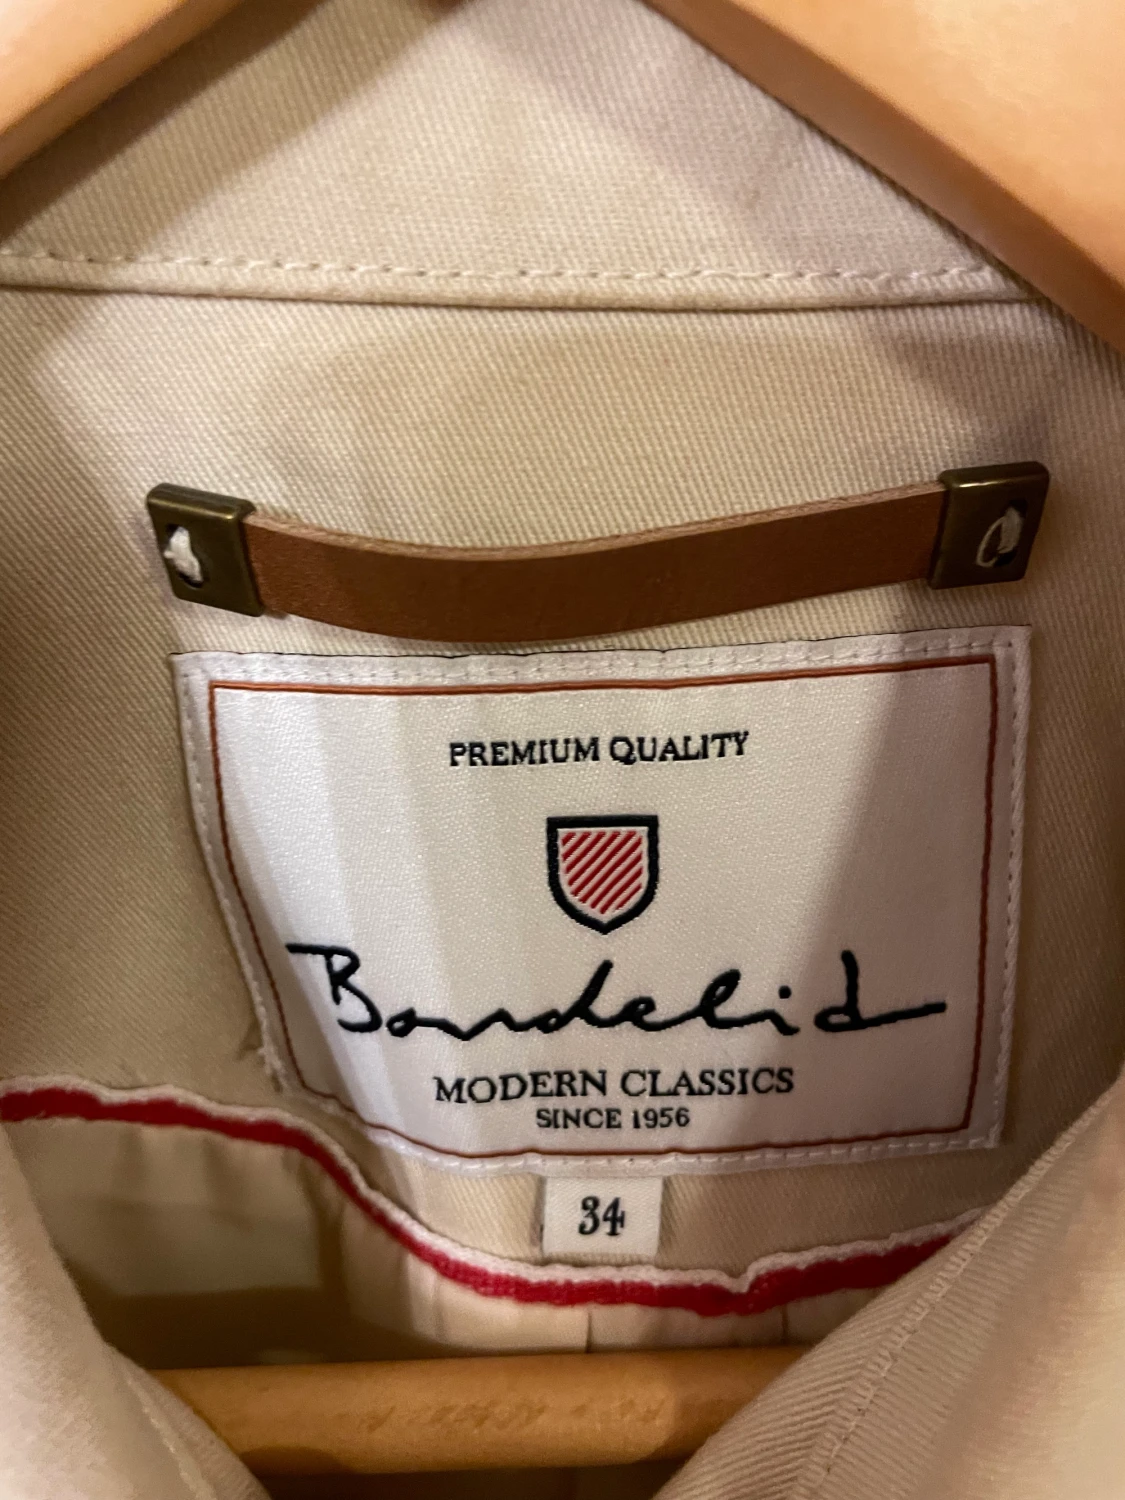 PREMIUM QUALITY
Bondelid
MODERN CLASSICS
SINCE 1956
34